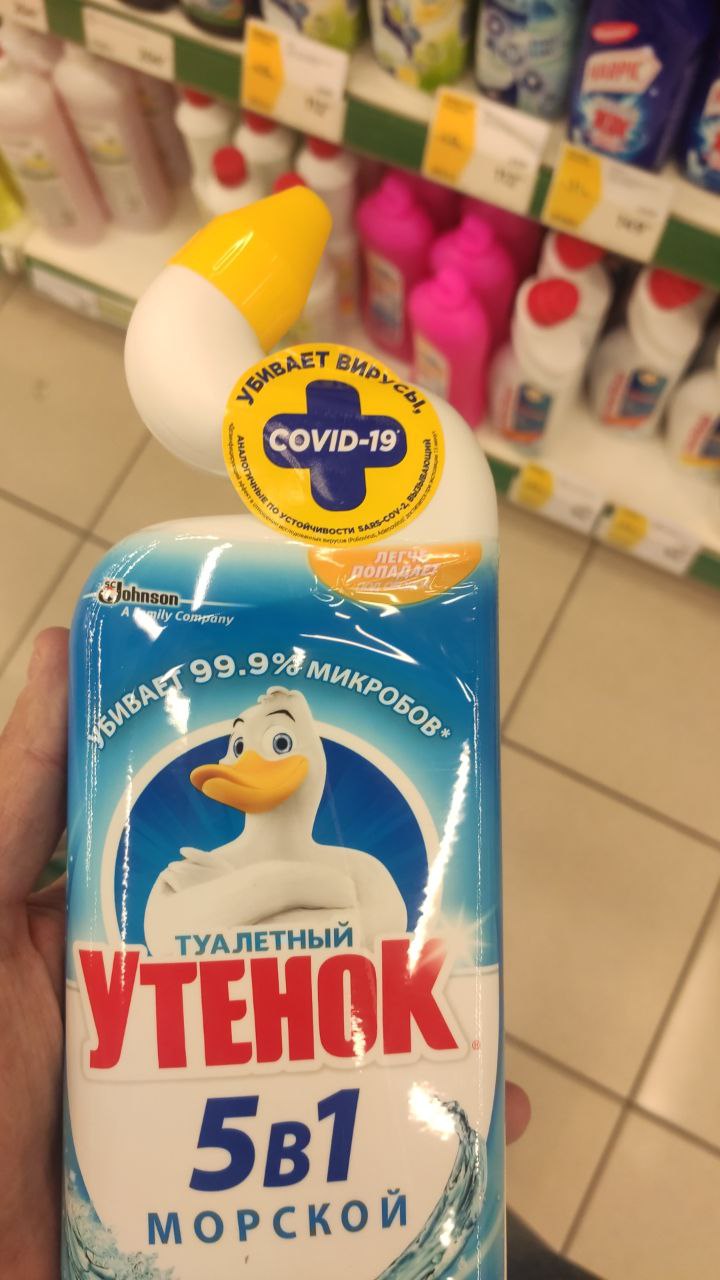 УБИВАЕТ ВИРУСЫ,
COVID-19*
АНАЛОГИЧНЫЕ ПО УСТОЙЧИВОСТИ SARS-COV-2, ВЫЗЫВАЮЩИЙ
ЛЕГЧЕ
ПОПАДАЕТ
SC Johnson
A Family Company
УБИВАЕТ 99.9% МИКРОБОВ*
ТУАЛЕТНЫЙ
УТЕНОК®
5В1
МОРСКОЙ